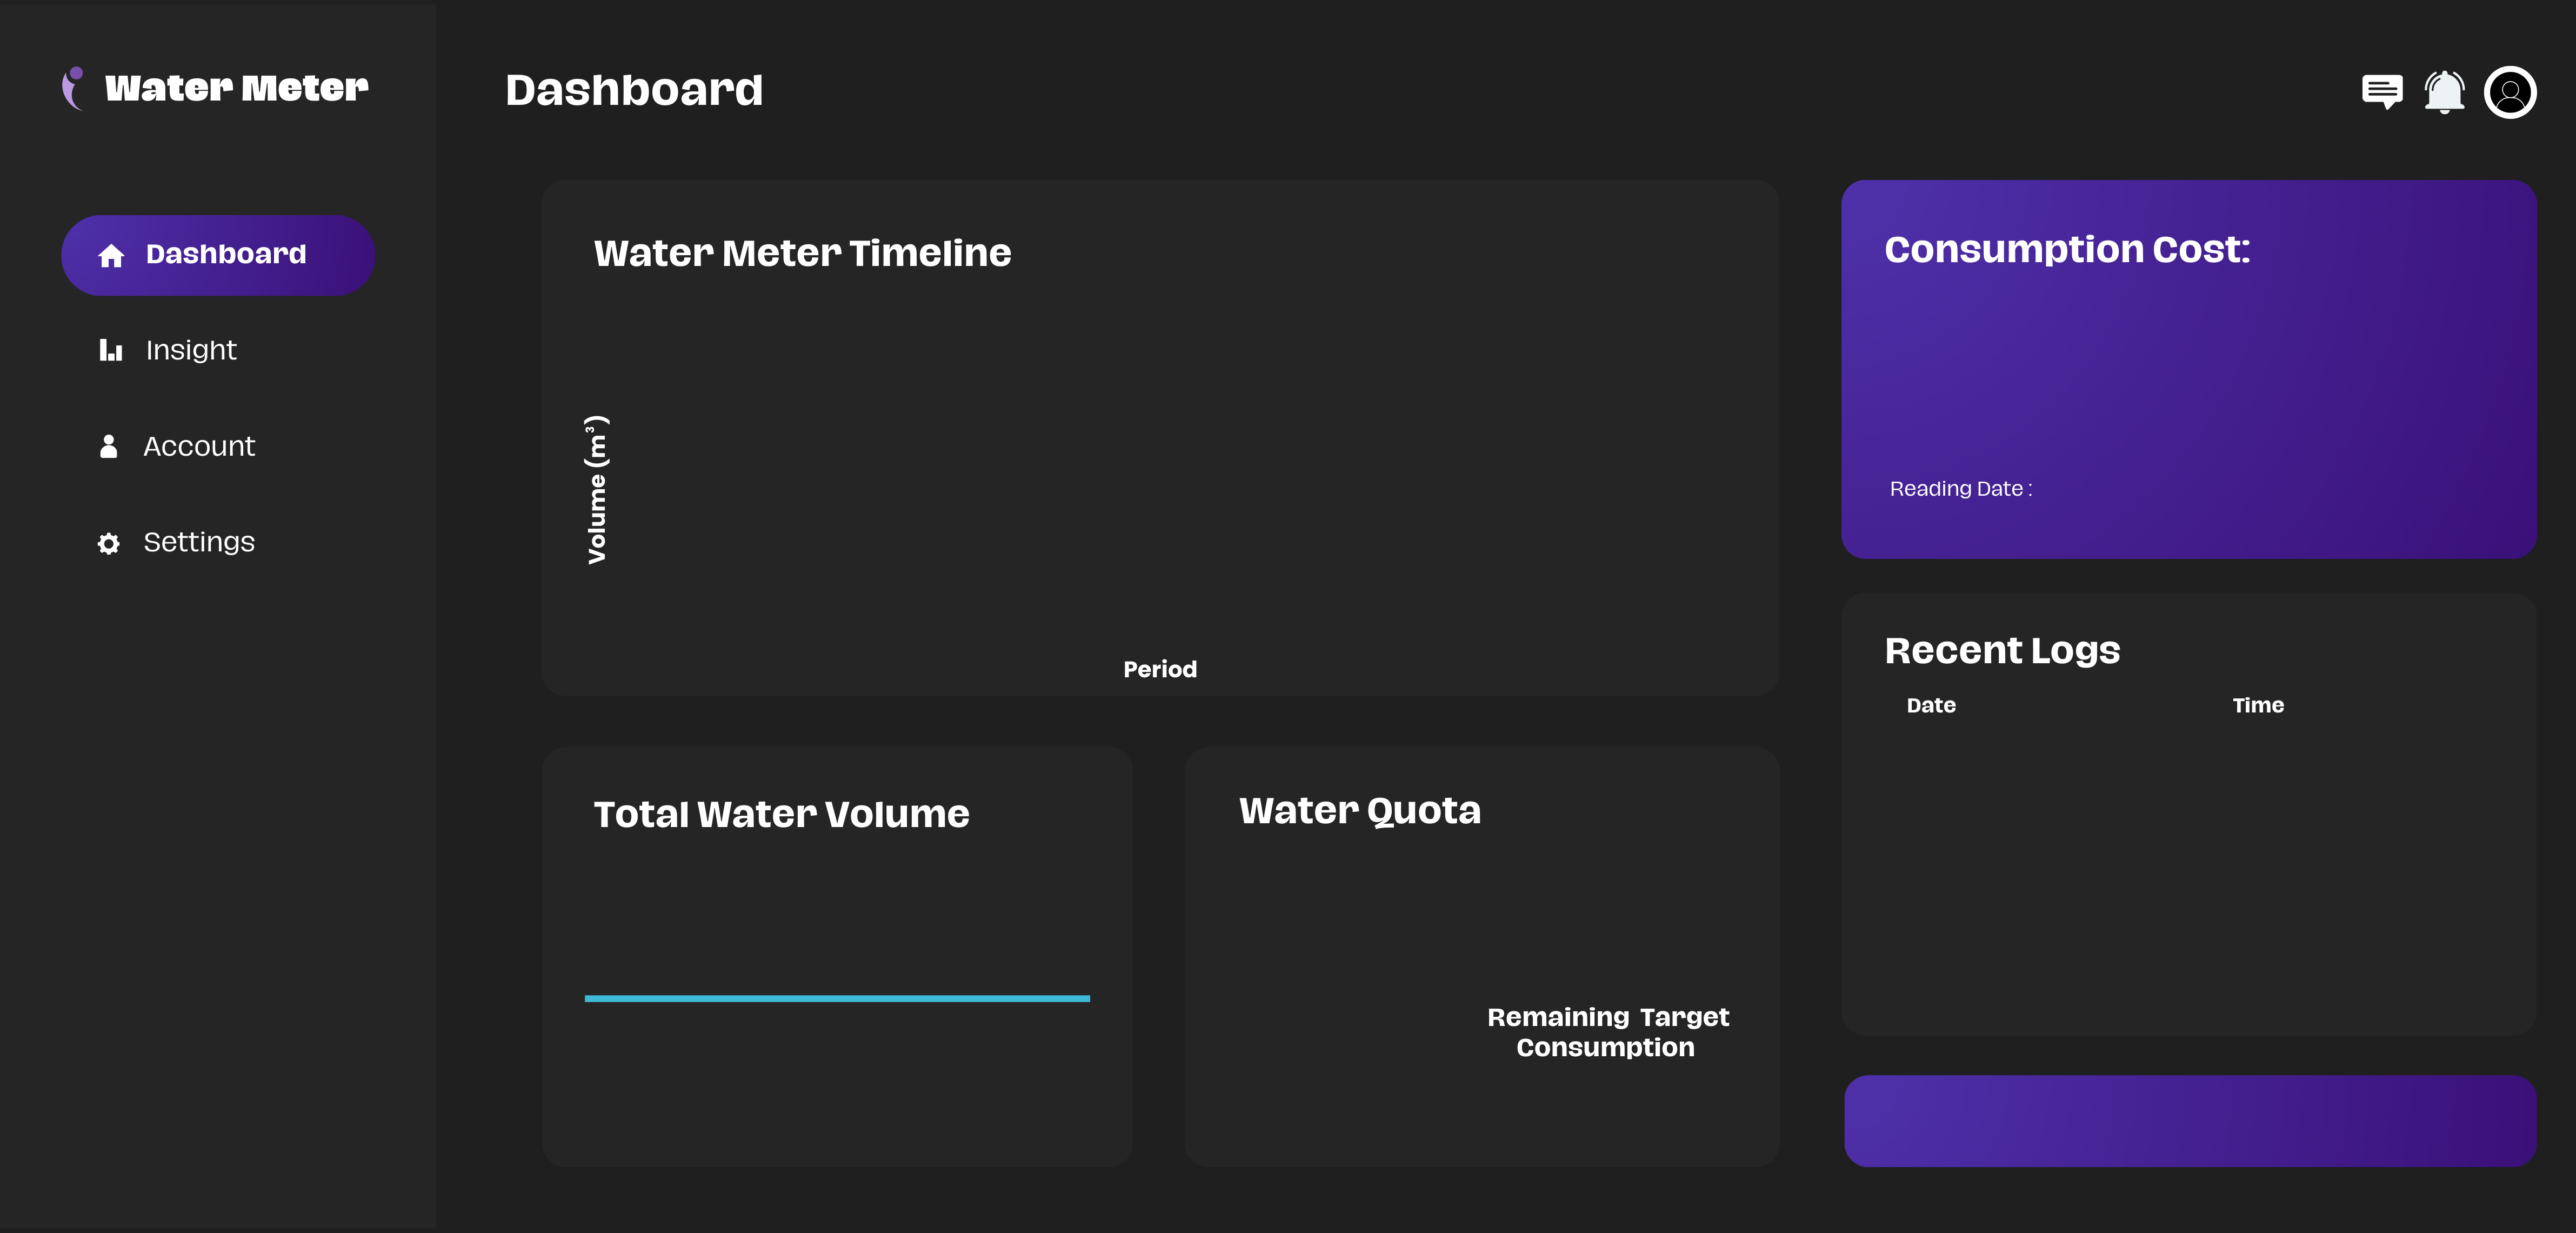 Water Meter
Dashboard
Insight
Account
Settings
Dashboard
Water Meter Timeline
Volume (m³)
Period
Total Water Volume
Water Quota
Remaining Target
Consumption
Consumption Cost:
Reading Date :
Recent Logs
Date Time